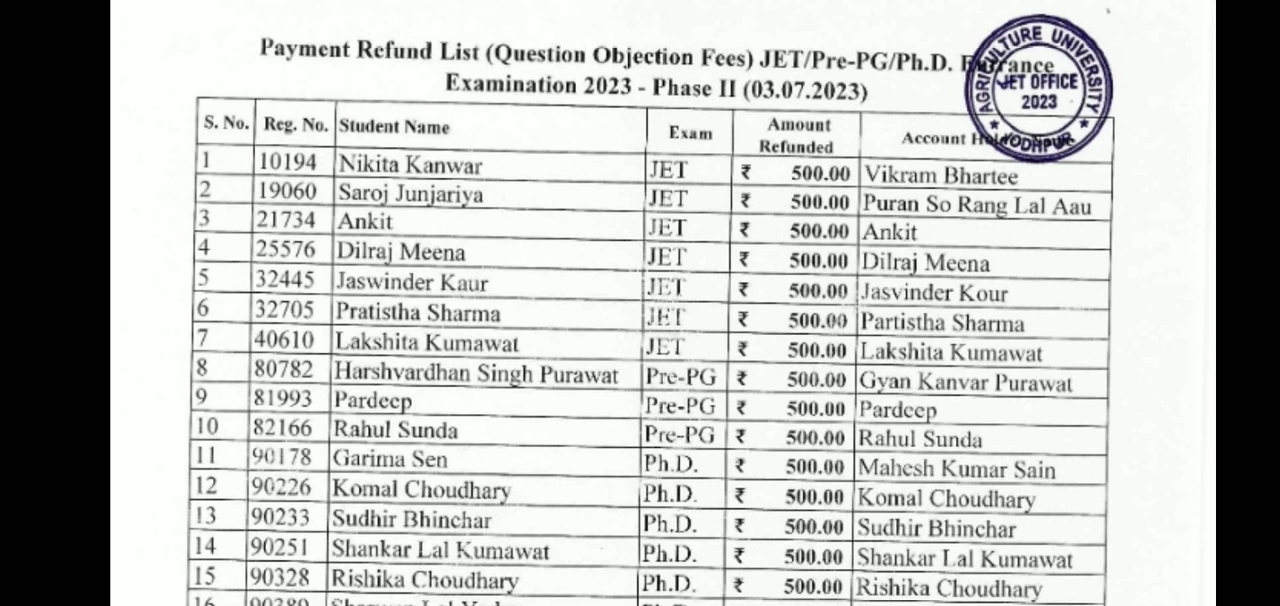 Payment Refund List (Question Objection Fees) JET/Pre-PG/Ph.D. Entrance
Examination 2023 - Phase II (03.07.2023)
AGRICULTURE UNIVERSITY
JET OFFICE
2023
★ JODHPUR ★
S. No. Reg. No. Student Name Exam Amount Refunded Account
1 10194 Nikita Kanwar JET ₹ 500.00 Vikram Bhartee
2 19060 Saroj Junjariya JET ₹ 500.00 Puran So Rang Lal Aau
3 21734 Ankit JET ₹ 500.00 Ankit
4 25576 Dilraj Meena JET ₹ 500.00 Dilraj Meena
5 32445 Jaswinder Kaur JET ₹ 500.00 Jasvinder Kour
6 32705 Pratistha Sharma JET ₹ 500.00 Partistha Sharma
7 40610 Lakshita Kumawat JET ₹ 500.00 Lakshita Kumawat
8 80782 Harshvardhan Singh Purawat Pre-PG ₹ 500.00 Gyan Kanvar Purawat
9 81993 Pardeep Pre-PG ₹ 500.00 Pardeep
10 82166 Rahul Sunda Pre-PG ₹ 500.00 Rahul Sunda
11 90178 Garima Sen Ph.D. ₹ 500.00 Mahesh Kumar Sain
12 90226 Komal Choudhary Ph.D. ₹ 500.00 Komal Choudhary
13 90233 Sudhir Bhinchar Ph.D. ₹ 500.00 Sudhir Bhinchar
14 90251 Shankar Lal Kumawat Ph.D. ₹ 500.00 Shankar Lal Kumawat
15 90328 Rishika Choudhary Ph.D. ₹ 500.00 Rishika Choudhary